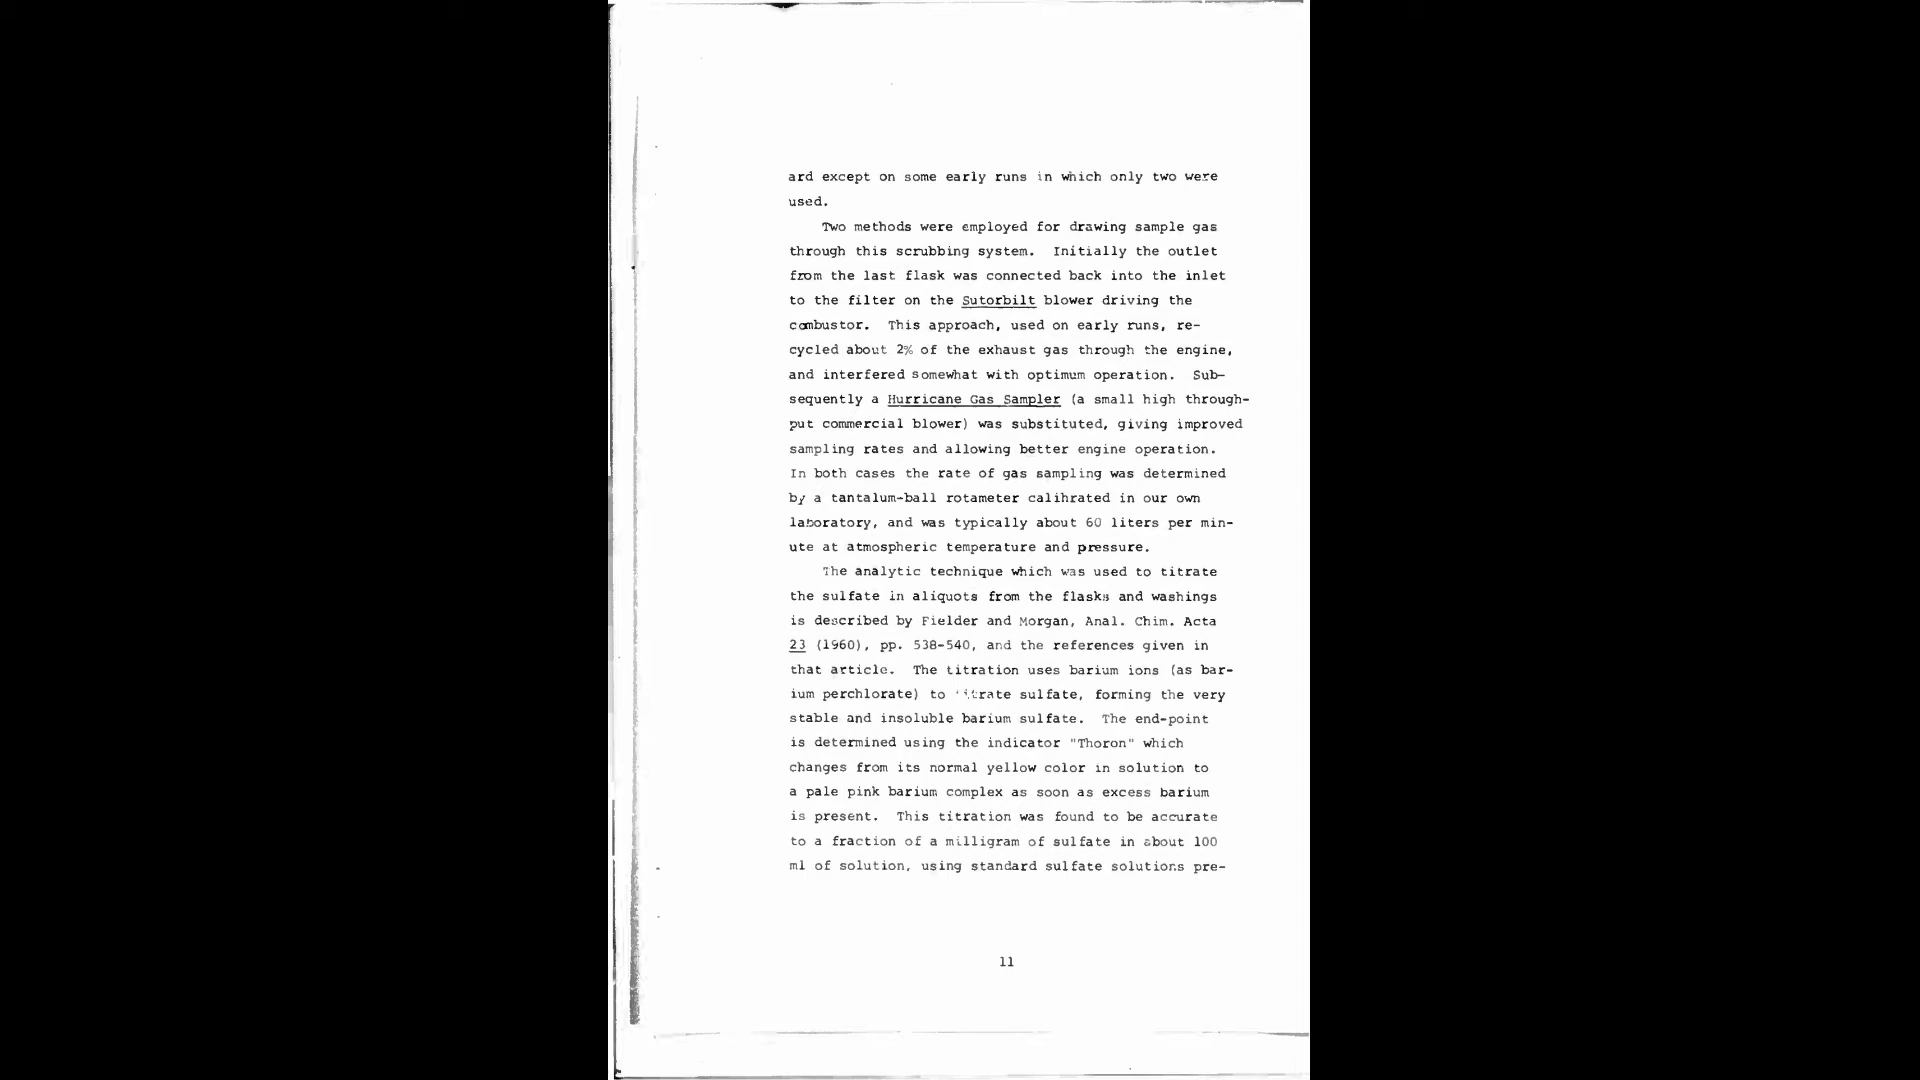 ard except on some early runs in which only two were
used.
Two methods were employed for drawing sample gas
through this scrubbing system. Initially the outlet
from the last flask was connected back into the inlet
to the filter on the Sutorbilt blower driving the
combustor. This approach, used on early runs, re-
cycled about 2% of the exhaust gas through the engine,
and interfered somewhat with optimum operation. Sub-
sequently a Hurricane Gas Sampler (a small high through-
put commercial blower) was substituted, giving improved
sampling rates and allowing better engine operation.
In both cases the rate of gas sampling was determined
by a tantalum-ball rotameter calihrated in our own
laboratory, and was typically about 60 liters per min-
ute at atmospheric temperature and pressure.
The analytic technique which was used to titrate
the sulfate in aliquots from the flasks and washings
is described by Fielder and Morgan, Anal. Chim. Acta
23 (1960), pp. 538-540, and the references given in
that article. The titration uses barium ions (as bar-
ium perchlorate) to titrate sulfate, forming the very
stable and insoluble barium sulfate. The end-point
is determined using the indicator "Thoron" which
changes from its normal yellow color in solution to
a pale pink barium complex as soon as excess barium
is present. This titration was found to be accurate
to a fraction of a milligram of sulfate in about 100
ml of solution, using standard sulfate solutions pre-
11